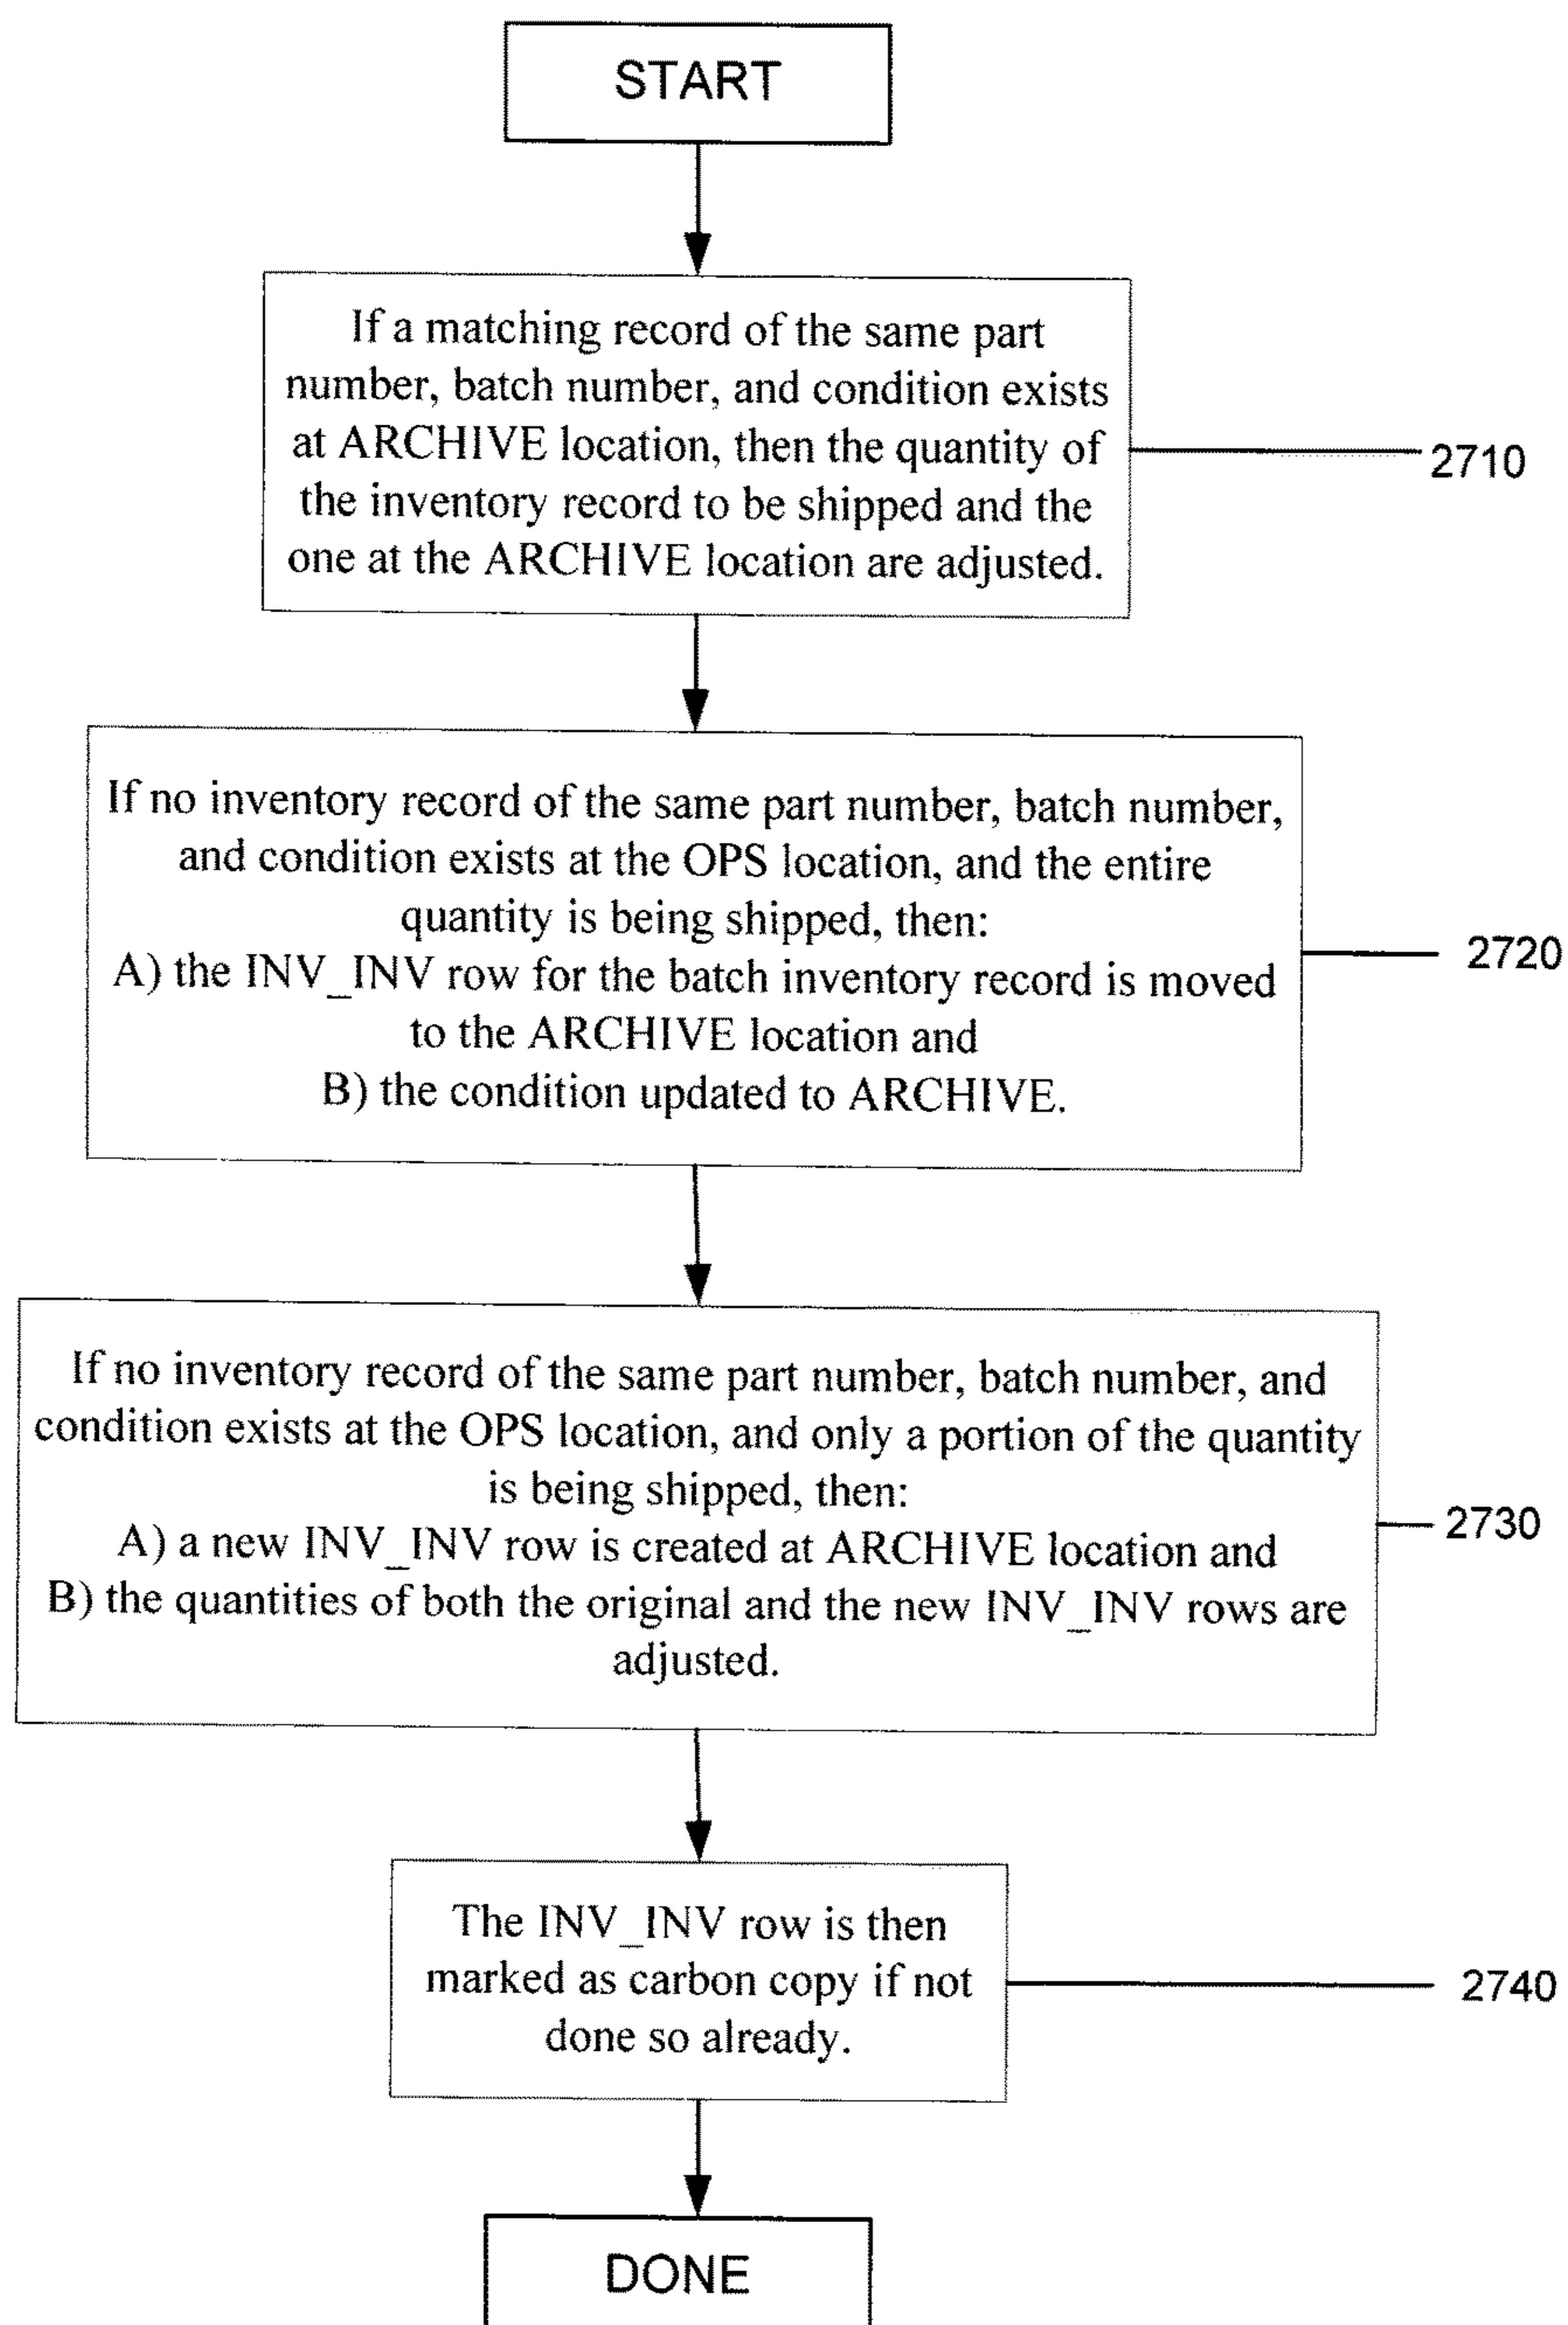 START
If a matching record of the same part
number, batch number, and condition exists
at ARCHIVE location, then the quantity of
the inventory record to be shipped and the
one at the ARCHIVE location are adjusted.
2710
If no inventory record of the same part number, batch number,
and condition exists at the OPS location, and the entire
quantity is being shipped, then:
A) the INV_INV row for the batch inventory record is moved
to the ARCHIVE location and
B) the condition updated to ARCHIVE.
2720
If no inventory record of the same part number, batch number, and
condition exists at the OPS location, and only a portion of the quantity
is being shipped, then:
A) a new INV_INV row is created at ARCHIVE location and
B) the quantities of both the original and the new INV_INV rows are
adjusted.
2730
The INV_INV row is then
marked as carbon copy if not
done so already.
2740
DONE